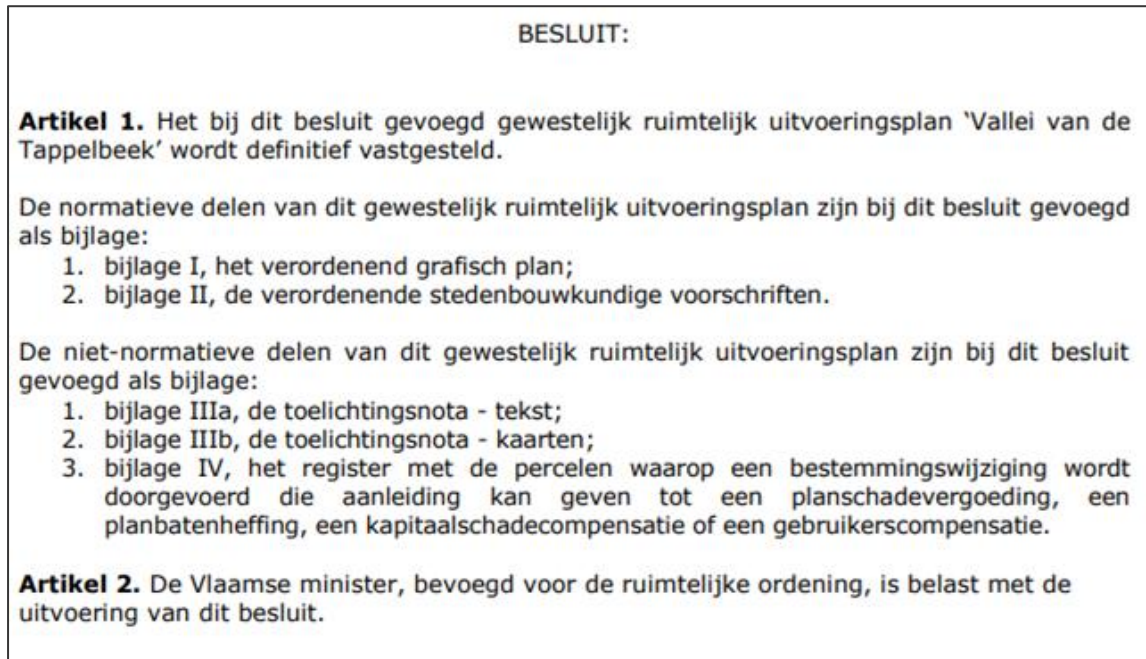 BESLUIT:
Artikel 1. Het bij dit besluit gevoegd gewestelijk ruimtelijk uitvoeringsplan ‘Vallei van de
Tappelbeek’ wordt definitief vastgesteld.
De normatieve delen van dit gewestelijk ruimtelijk uitvoeringsplan zijn bij dit besluit gevoegd
als bijlage:
1. bijlage I, het verordenend grafisch plan;
2. bijlage II, de verordenende stedenbouwkundige voorschriften.
De niet-normatieve delen van dit gewestelijk ruimtelijk uitvoeringsplan zijn bij dit besluit
gevoegd als bijlage:
1. bijlage IIIa, de toelichtingsnota - tekst;
2. bijlage IIIb, de toelichtingsnota - kaarten;
3. bijlage IV, het register met de percelen waarop een bestemmingswijziging wordt
doorgevoerd die aanleiding kan geven tot een planschadevergoeding, een
planbatenheffing, een kapitaalschadecompensatie of een gebruikerscompensatie.
Artikel 2. De Vlaamse minister, bevoegd voor de ruimtelijke ordening, is belast met de
uitvoering van dit besluit.